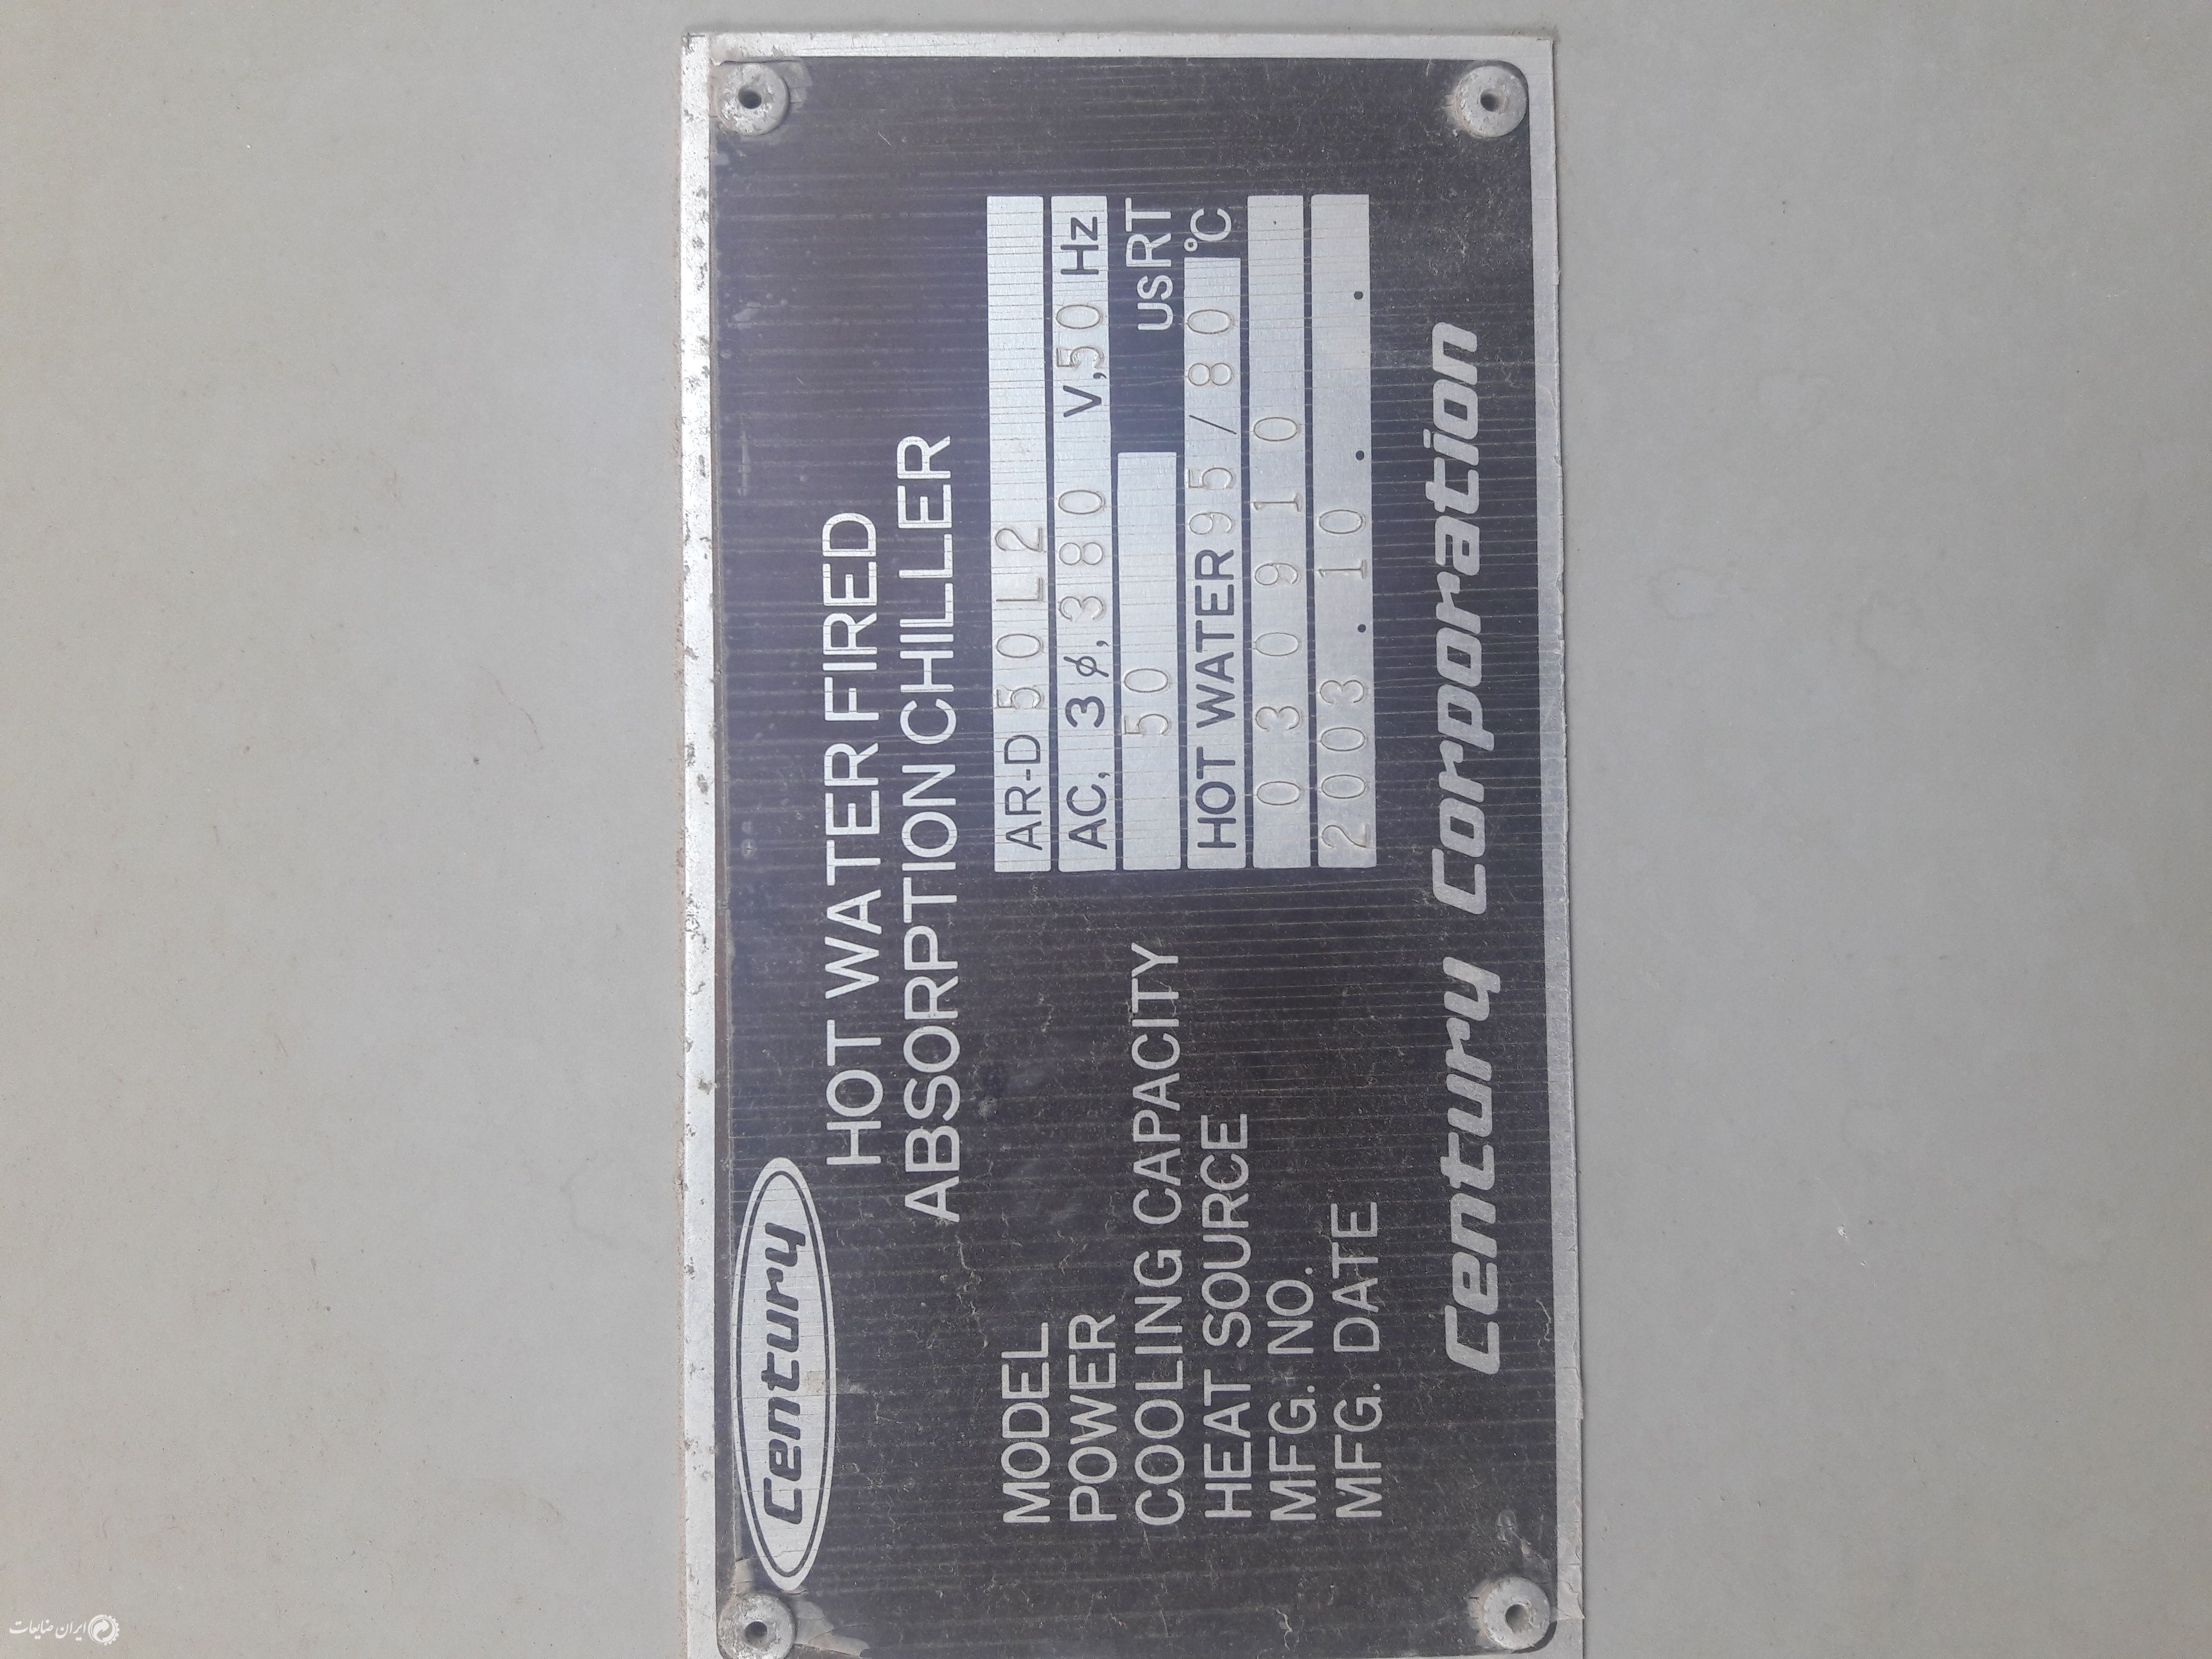 Century
HOT WATER FIRED
ABSORPTION CHILLER
MODEL AR-D 50L2
POWER AC, 3ϕ, 380 V, 50 Hz
COOLING CAPACITY 50 USRT
HEAT SOURCE HOT WATER 95 / 80 °C
MFG. NO. 030910
MFG. DATE 2003 . 10 . .
Century Corporation
ایران ضایعات